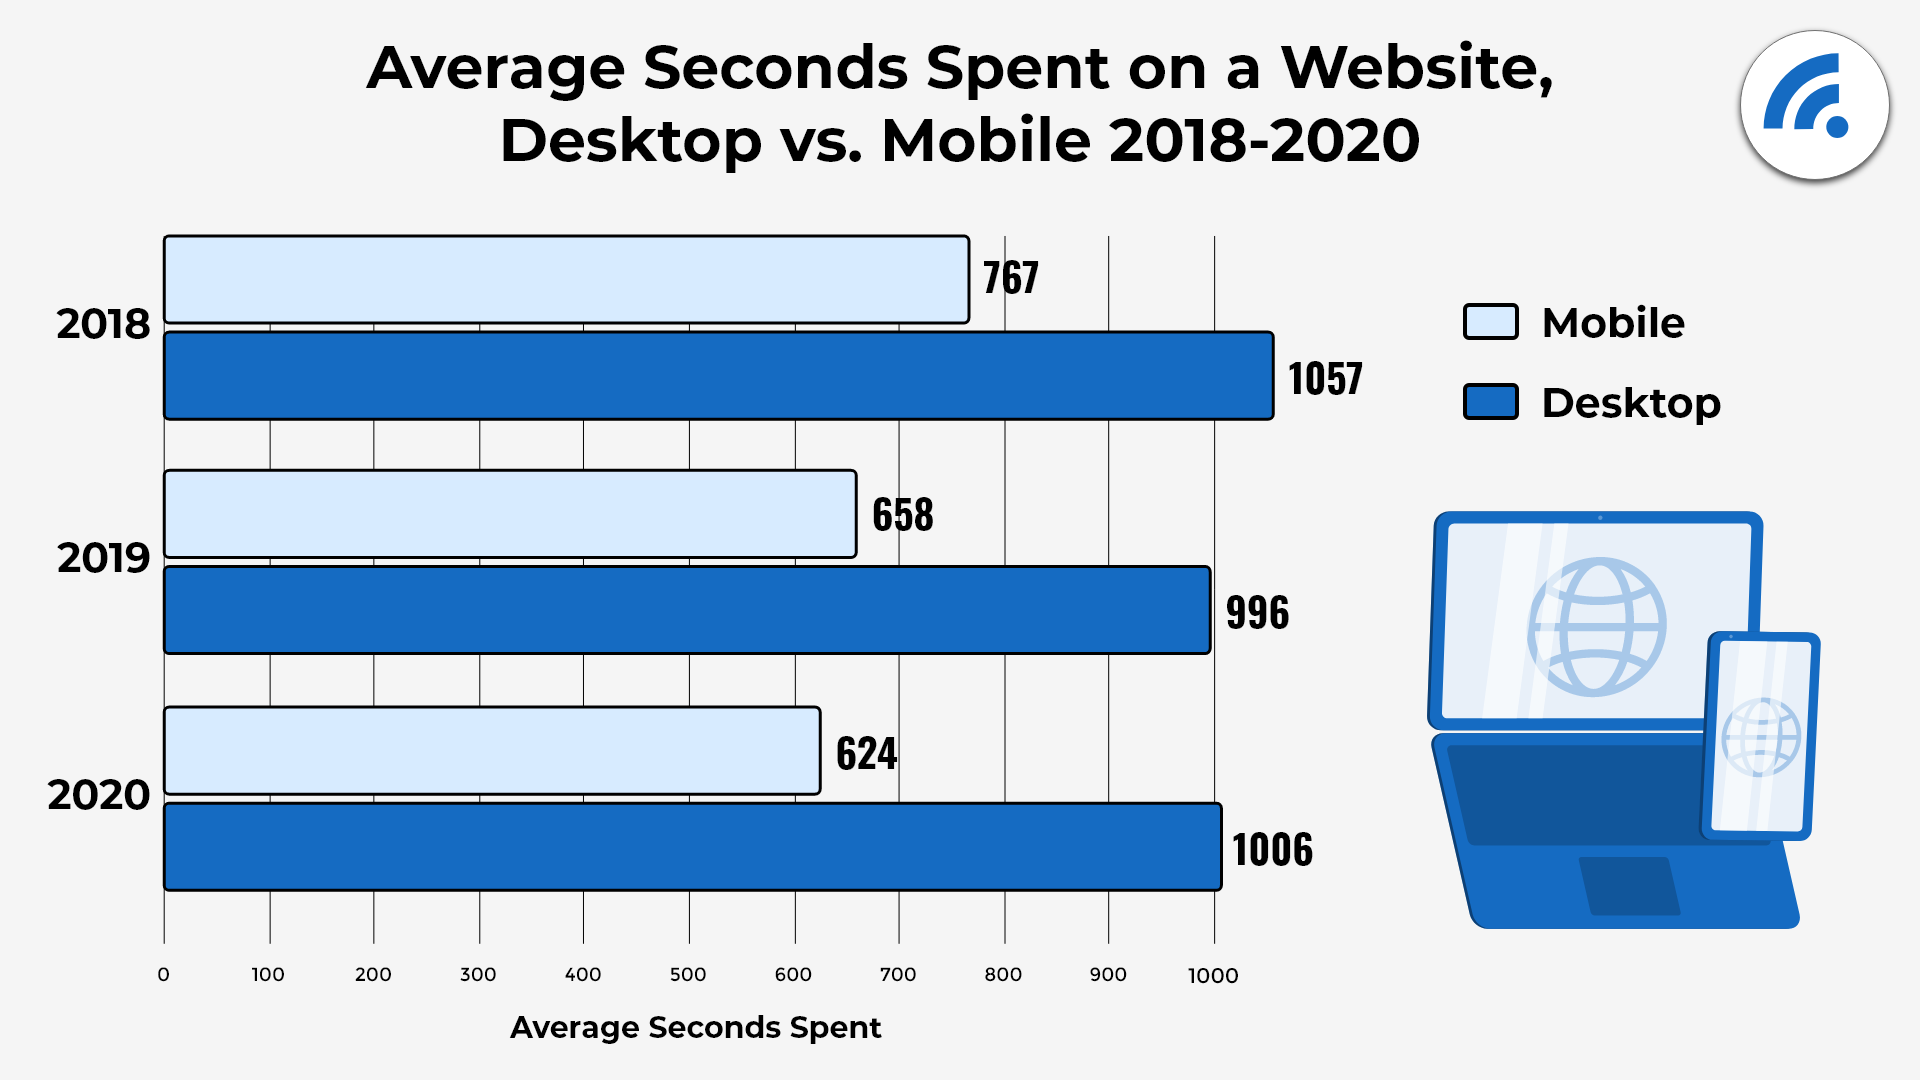 Average Seconds Spent on a Website,
Desktop vs. Mobile 2018-2020
2018
767
1057
Mobile
Desktop
2019
658
996
2020
624
1006
0 100 200 300 400 500 600 700 800 900 1000
Average Seconds Spent